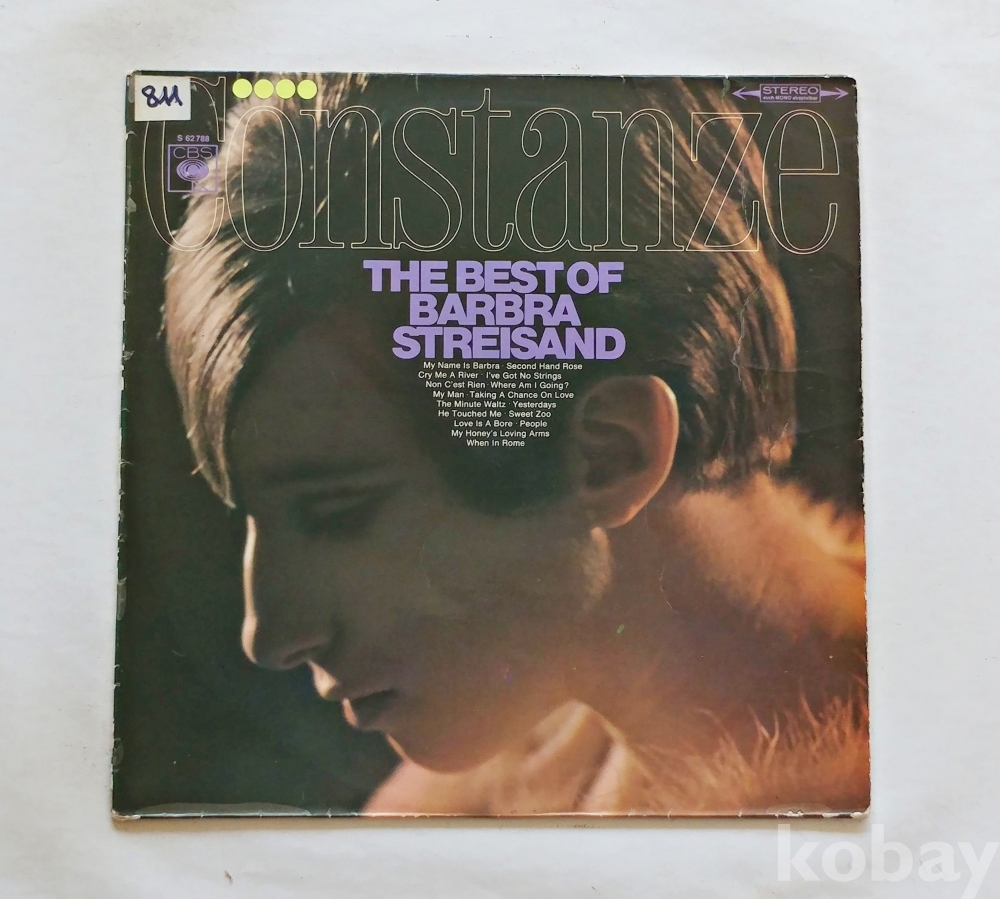 811
STEREO
auch MONO abspielbar
S 62 788
CBS
Constanze
THE BEST OF
BARBRA
STREISAND
My Name Is Barbra · Second Hand Rose
Cry Me A River · I've Got No Strings
Non C'est Rien · Where Am I Going?
My Man · Taking A Chance On Love
The Minute Waltz · Yesterdays
He Touched Me · Sweet Zoo
Love Is A Bore · People
My Honey's Loving Arms
When In Rome
kobay